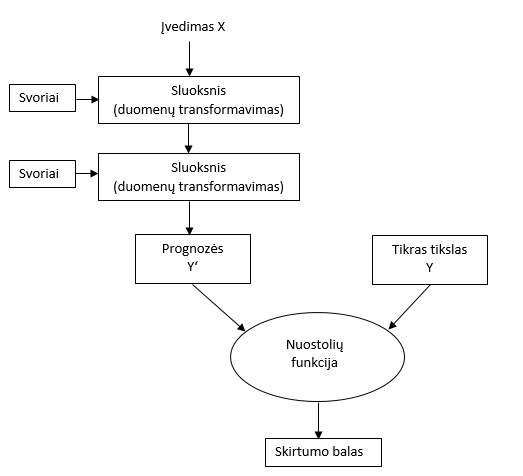 Įvedimas X
Svoriai
Sluoksnis
(duomenų transformavimas)
Svoriai
Sluoksnis
(duomenų transformavimas)
Prognozės
Y‘
Tikras tikslas
Y
Nuostolių
funkcija
Skirtumo balas